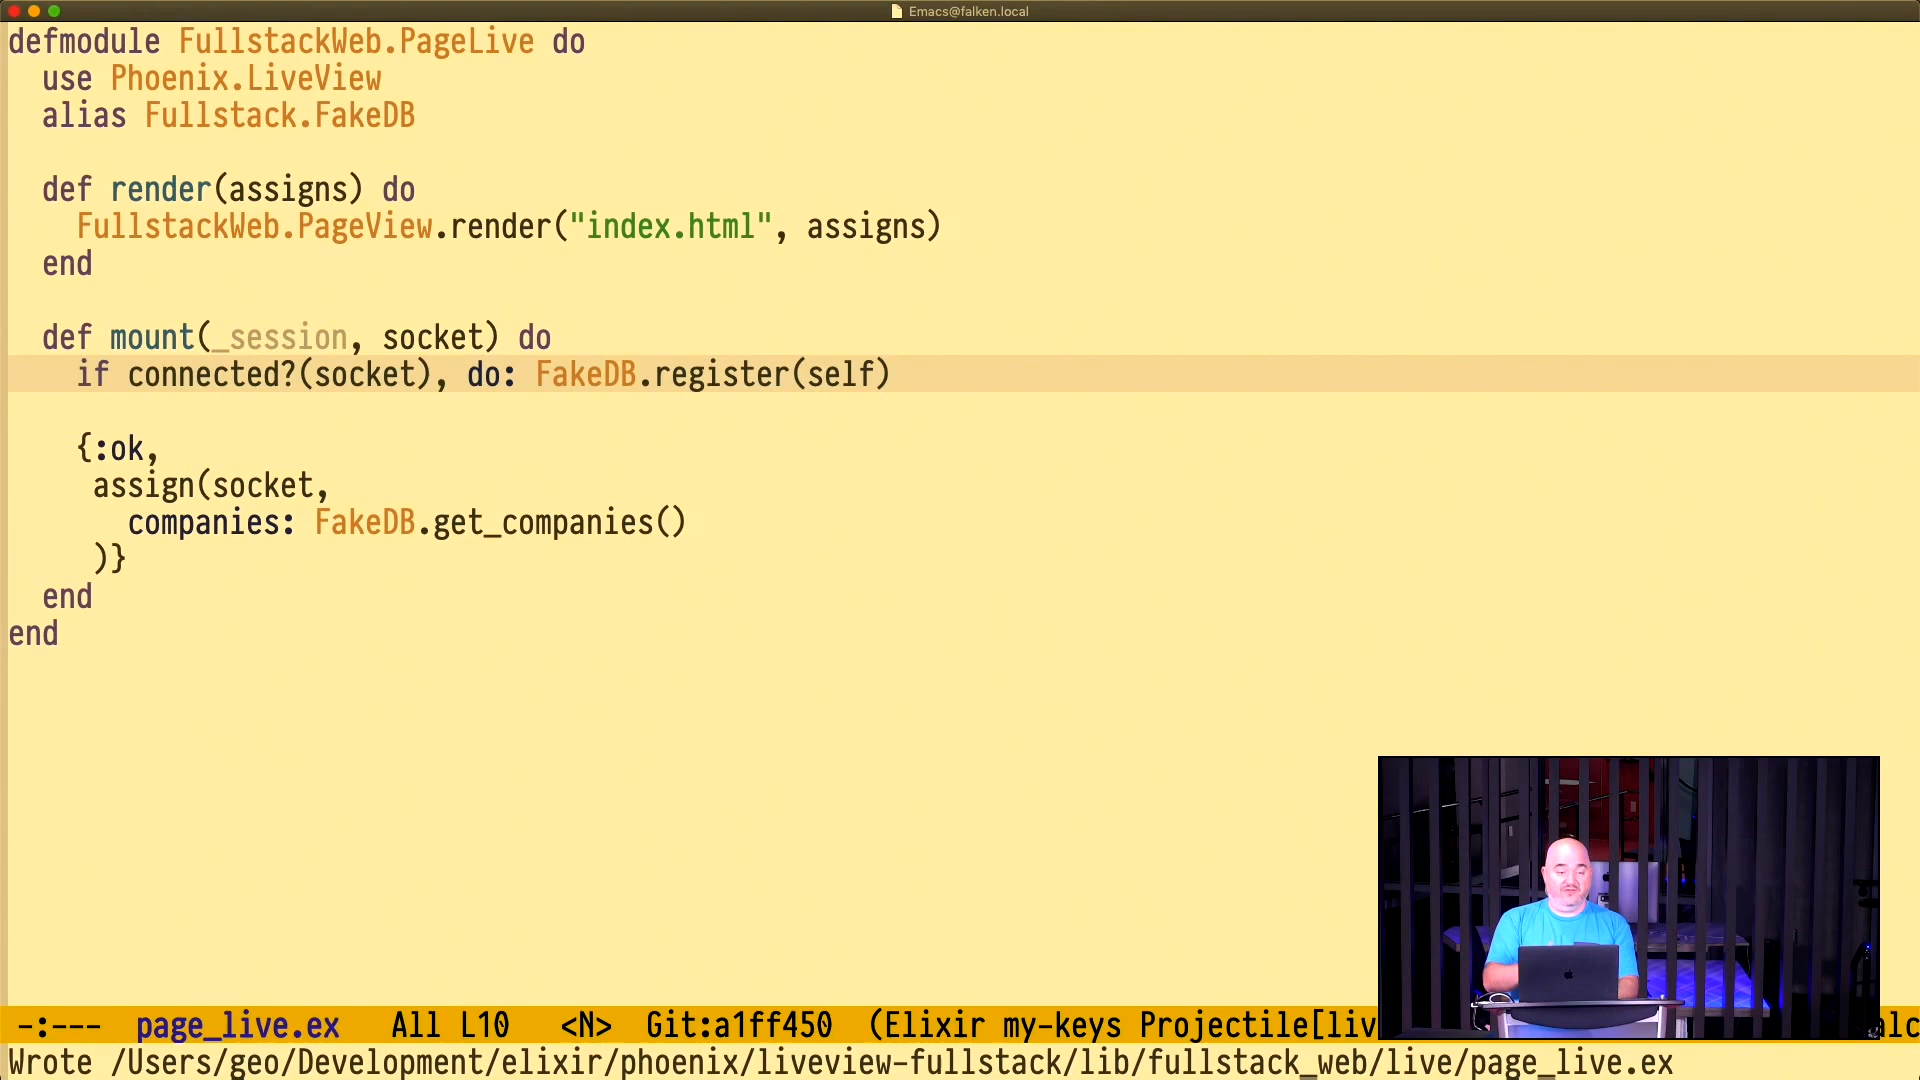 Emacs@falken.local
defmodule FullstackWeb.PageLive do
  use Phoenix.LiveView
  alias Fullstack.FakeDB
  def render(assigns) do
    FullstackWeb.PageView.render("index.html", assigns)
  end
  def mount(_session, socket) do
    if connected?(socket), do: FakeDB.register(self)
    {:ok,
     assign(socket,
       companies: FakeDB.get_companies()
     )}
  end
end
-:--- page_live.ex All L10 <N> Git:a1ff450 (Elixir my-keys Projectile[liv alc
Wrote /Users/geo/Development/elixir/phoenix/liveview-fullstack/lib/fullstack_web/live/page_live.ex